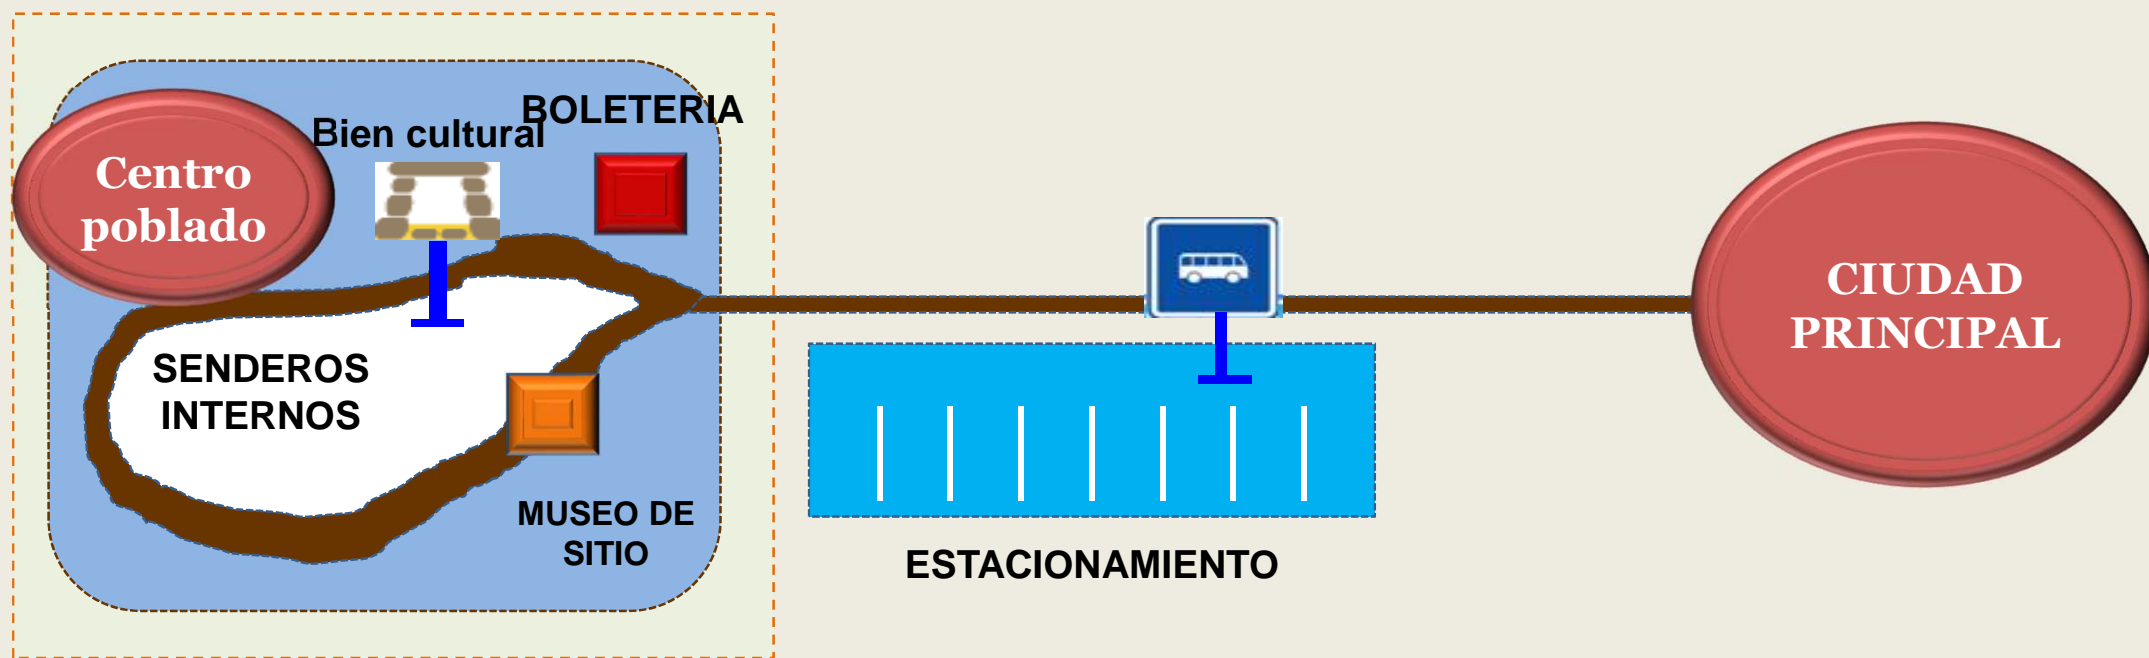 BOLETERIA
Bien cultural
Centro
poblado
CIUDAD
PRINCIPAL
SENDEROS
INTERNOS
MUSEO DE
SITIO
ESTACIONAMIENTO